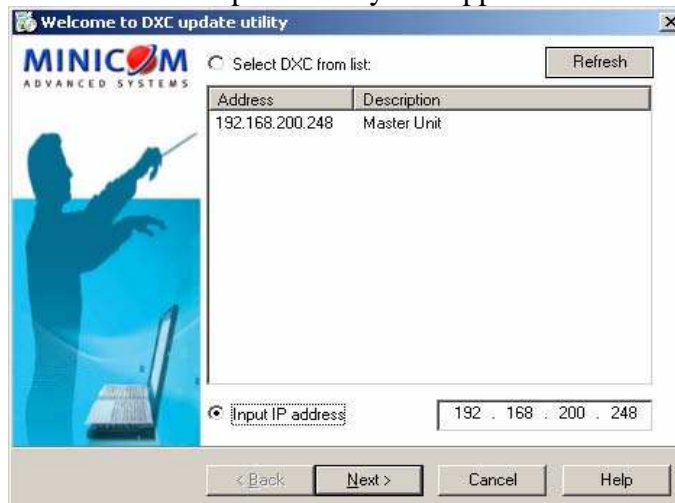 Welcome to DXC update utility
MINICOM
ADVANCED SYSTEMS
Select DXC from list:
Refresh
Address Description
192.168.200.248 Master Unit
Input IP address
192 . 168 . 200 . 248
< Back Next > Cancel Help